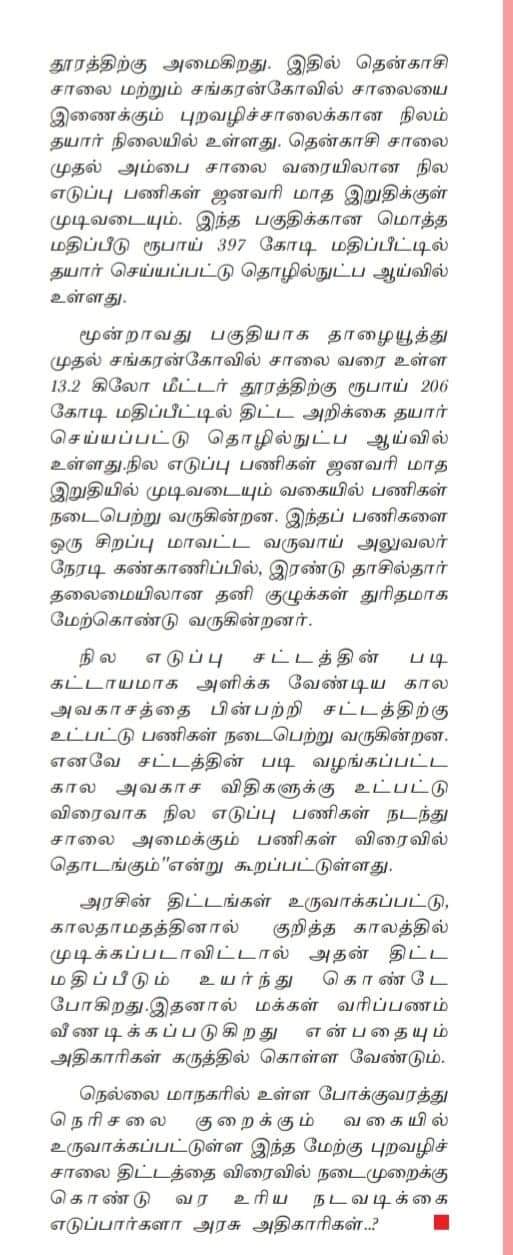 தூரத்திற்கு அமைகிறது. இதில் தென்காசி
சாலை மற்றும் சங்கரன்கோவில் சாலையை
இணைக்கும் புறவழிச்சாலைக்கான நிலம்
தயார் நிலையில் உள்ளது. தென்காசி சாலை
முதல் அம்பை சாலை வரையிலான நில
எடுப்பு பணிகள் ஜனவரி மாத இறுதிக்குள்
முடிவடையும். இந்த பகுதிக்கான மொத்த
மதிப்பீடு ரூபாய் 397 கோடி மதிப்பீட்டில்
தயார் செய்யப்பட்டு தொழில்நுட்ப ஆய்வில்
உள்ளது.
மூன்றாவது பகுதியாக தாழையூத்து
முதல் சங்கரன்கோவில் சாலை வரை உள்ள
13.2 கிலோ மீட்டர் தூரத்திற்கு ரூபாய் 206
கோடி மதிப்பீட்டில் திட்ட அறிக்கை தயார்
செய்யப்பட்டு தொழில்நுட்ப ஆய்வில்
உள்ளது.நில எடுப்பு பணிகள் ஜனவரி மாத
இறுதியில் முடிவடையும் வகையில் பணிகள்
நடைபெற்று வருகின்றன. இந்தப் பணிகளை
ஒரு சிறப்பு மாவட்ட வருவாய் அலுவலர்
நேரடி கண்காணிப்பில், இரண்டு தாசில்தார்
தலைமையிலான தனி குழுக்கள் துரிதமாக
மேற்கொண்டு வருகின்றனர்.
நில எடுப்பு சட்டத்தின் படி
கட்டாயமாக அளிக்க வேண்டிய கால
அவகாசத்தை பின்பற்றி சட்டத்திற்கு
உட்பட்டு பணிகள் நடைபெற்று வருகின்றன.
எனவே சட்டத்தின் படி வழங்கப்பட்ட
கால அவகாச விதிகளுக்கு உட்பட்டு
விரைவாக நில எடுப்பு பணிகள் நடந்து
சாலை அமைக்கும் பணிகள் விரைவில்
தொடங்கும்"என்று கூறப்பட்டுள்ளது.
அரசின் திட்டங்கள் உருவாக்கப்பட்டு,
காலதாமதத்தினால் குறித்த காலத்தில்
முடிக்கப்படாவிட்டால் அதன் திட்ட
மதிப்பீடும் உயர்ந்து கொண்டே
போகிறது.இதனால் மக்கள் வரிப்பணம்
வீணடிக்கப்படுகிறது என்பதையும்
அதிகாரிகள் கருத்தில் கொள்ள வேண்டும்.
நெல்லை மாநகரில் உள்ள போக்குவரத்து
நெரிசலை குறைக்கும் வகையில்
உருவாக்கப்பட்டுள்ள இந்த மேற்கு புறவழிச்
சாலை திட்டத்தை விரைவில் நடைமுறைக்கு
கொண்டு வர உரிய நடவடிக்கை
எடுப்பார்களா அரசு அதிகாரிகள்..?